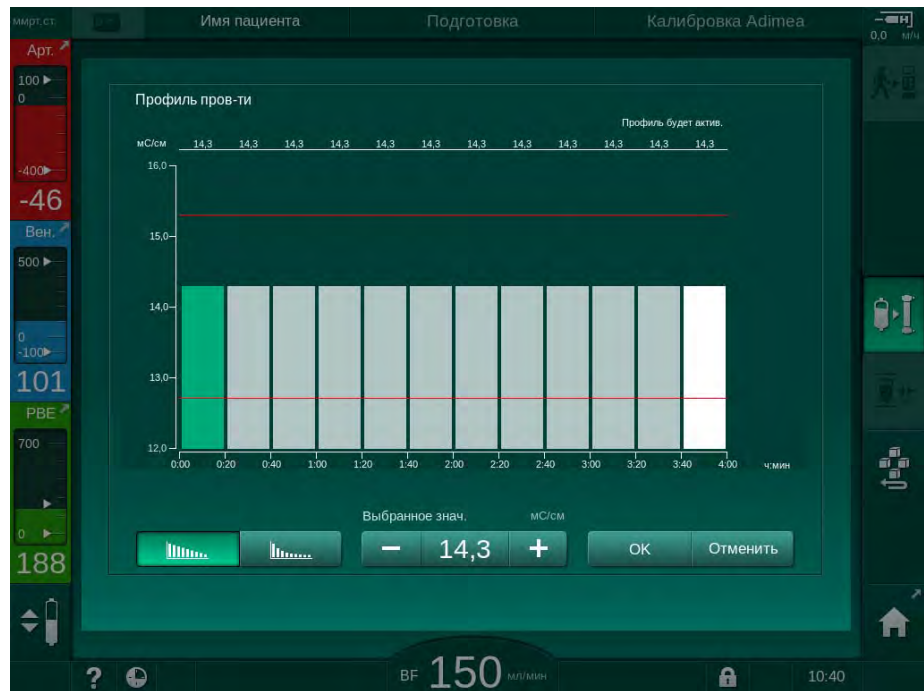 ммрт.ст.
Имя пациента
Подготовка
Калибровка Adimea
0,0 м/ч
Арт.
100
0
-400
-46
Вен.
500
0
-100
101
PBE
700
0
188
Профиль пров-ти
Профиль будет актив.
мС/см 14,3 14,3 14,3 14,3 14,3 14,3 14,3 14,3 14,3 14,3 14,3 14,3
16,0
15,0
14,0
13,0
12,0
0:00 0:20 0:40 1:00 1:20 1:40 2:00 2:20 2:40 3:00 3:20 3:40 4:00 ч:мин
Выбранное знач. мС/см
− 14,3 +
OK
Отменить
? BF 150 мл/мин 10:40